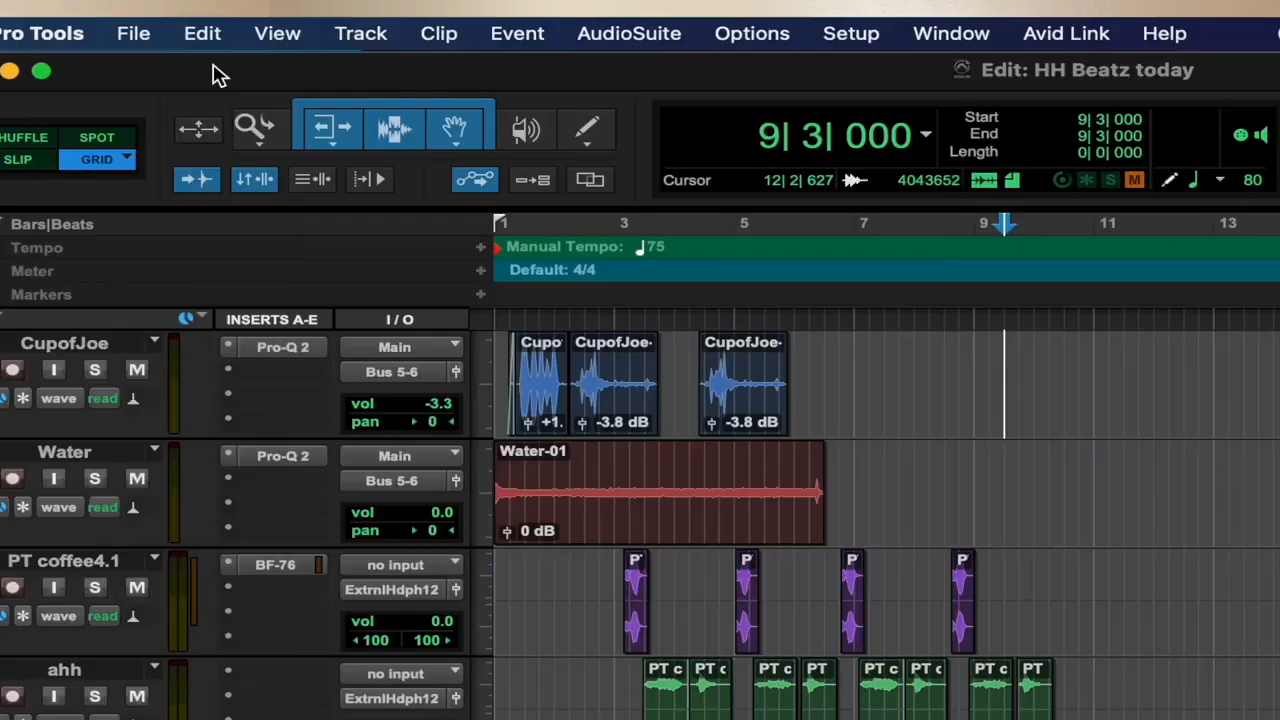 Pro Tools File Edit View Track Clip Event AudioSuite Options Setup Window Avid Link Help
Edit: HH Beatz today
SHUFFLE SPOT
SLIP GRID
9| 3| 000
Start 9| 3| 000
End 9| 3| 000
Length 0| 0| 000
Cursor 12| 2| 627 4043652 S M 80
Bars|Beats 1 3 5 7 9 11 13
Tempo + Manual Tempo: 75
Meter + Default: 4/4
Markers +
INSERTS A-E I / O
CupofJoe Pro-Q 2 Main Cupo CupofJoe- CupofJoe-
I S M Bus 5-6
wave read vol -3.3
pan 0 +1. -3.8 dB -3.8 dB
Water Pro-Q 2 Main Water-01
I S M Bus 5-6
wave read vol 0.0
pan 0 0 dB
PT coffee4.1 BF-76 no input P P P P
I S M ExtrnlHdph12
wave read vol 0.0
100 100
ahh no input PT c PT c PT c PT PT c PT c PT c PT
I S M ExtrnlHdph12